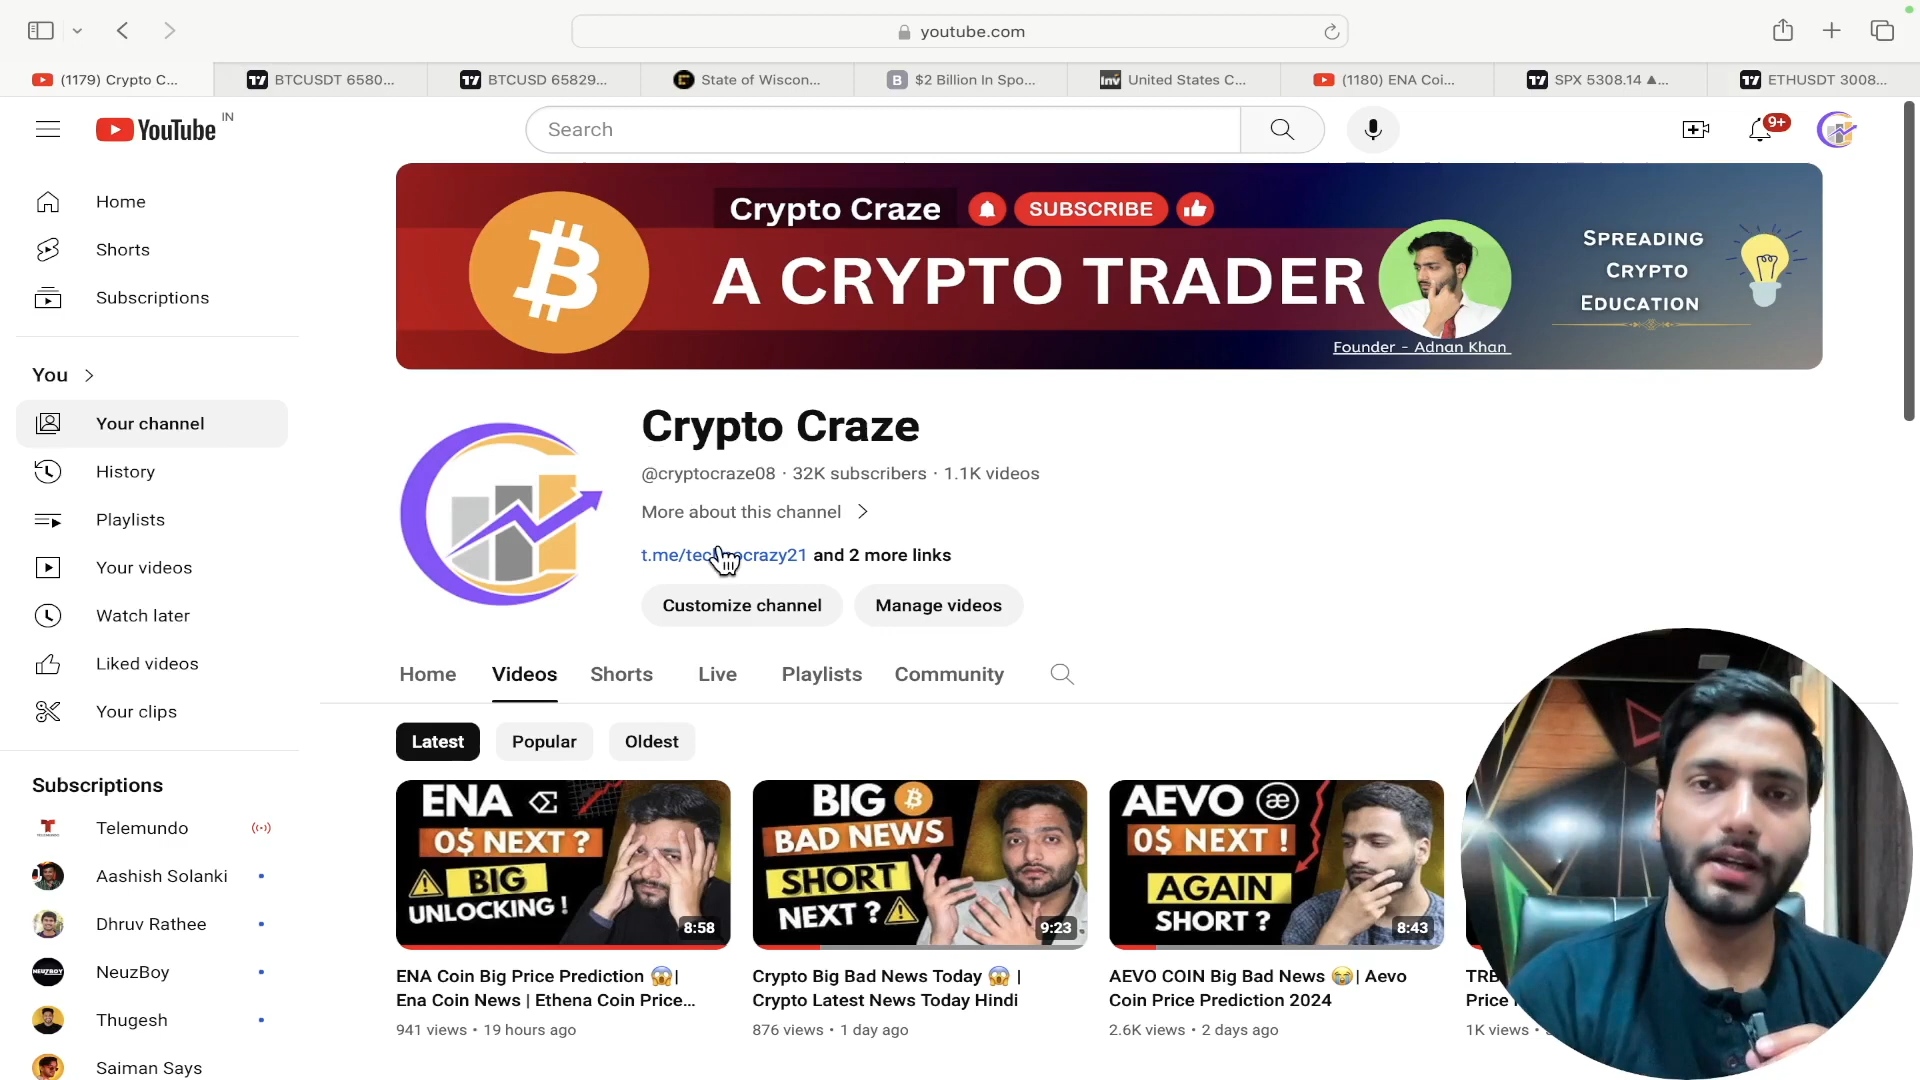 youtube.com
(1179) Crypto C...
BTCUSDT 6580...
BTCUSD 65829...
State of Wiscon...
$2 Billion In Spo...
United States C...
(1180) ENA Coi...
SPX 5308.14 ▲...
ETHUSDT 3008...
YouTube IN
Search
9+
Home
Shorts
Subscriptions
You
Your channel
History
Playlists
Your videos
Watch later
Liked videos
Your clips
Subscriptions
Telemundo
Aashish Solanki
Dhruv Rathee
NeuzBoy
Thugesh
Saiman Says
Crypto Craze
SUBSCRIBE
A CRYPTO TRADER
Founder - Adnan Khan
SPREADING
CRYPTO
EDUCATION
Crypto Craze
@cryptocraze08 · 32K subscribers · 1.1K videos
More about this channel
and 2 more links
Customize channel
Manage videos
Home
Videos
Shorts
Live
Playlists
Community
Latest
Popular
Oldest
ENA
0$ NEXT ?
BIG
UNLOCKING !
8:58
ENA Coin Big Price Prediction 😱|
Ena Coin News | Ethena Coin Price...
941 views • 19 hours ago
BIG
BAD NEWS
SHORT
NEXT ?
9:23
Crypto Big Bad News Today 😱 |
Crypto Latest News Today Hindi
876 views • 1 day ago
AEVO
0$ NEXT !
AGAIN
SHORT ?
8:43
AEVO COIN Big Bad News 😭| Aevo
Coin Price Prediction 2024
2.6K views • 2 days ago
TRB
Price
1K views •